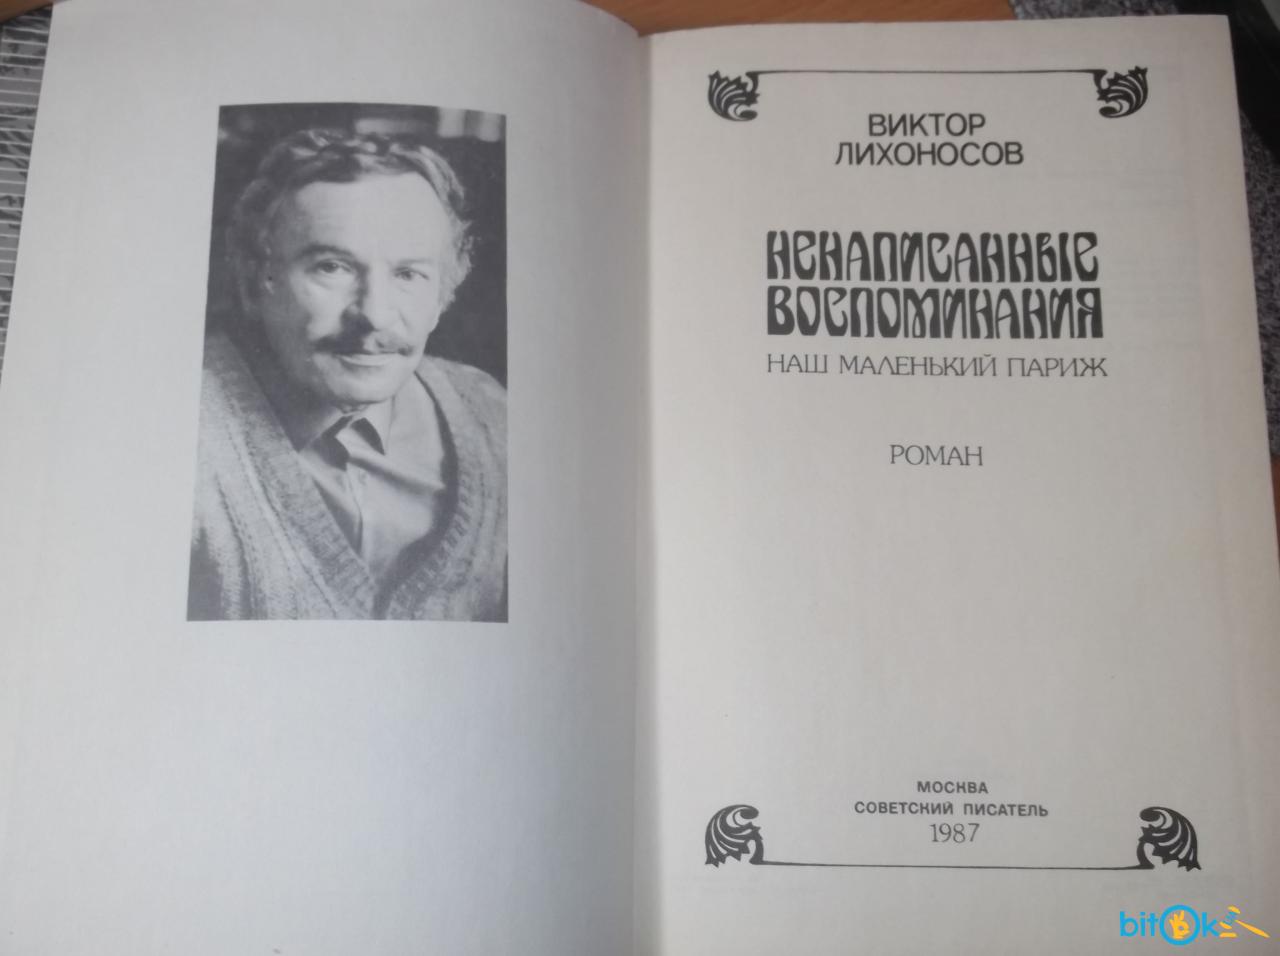 ВИКТОР
ЛИХОНОСОВ
НЕНАПИСАННЫЕ
ВОСПОМИНАНИЯ
НАШ МАЛЕНЬКИЙ ПАРИЖ
РОМАН
МОСКВА
СОВЕТСКИЙ ПИСАТЕЛЬ
1987
bitOk